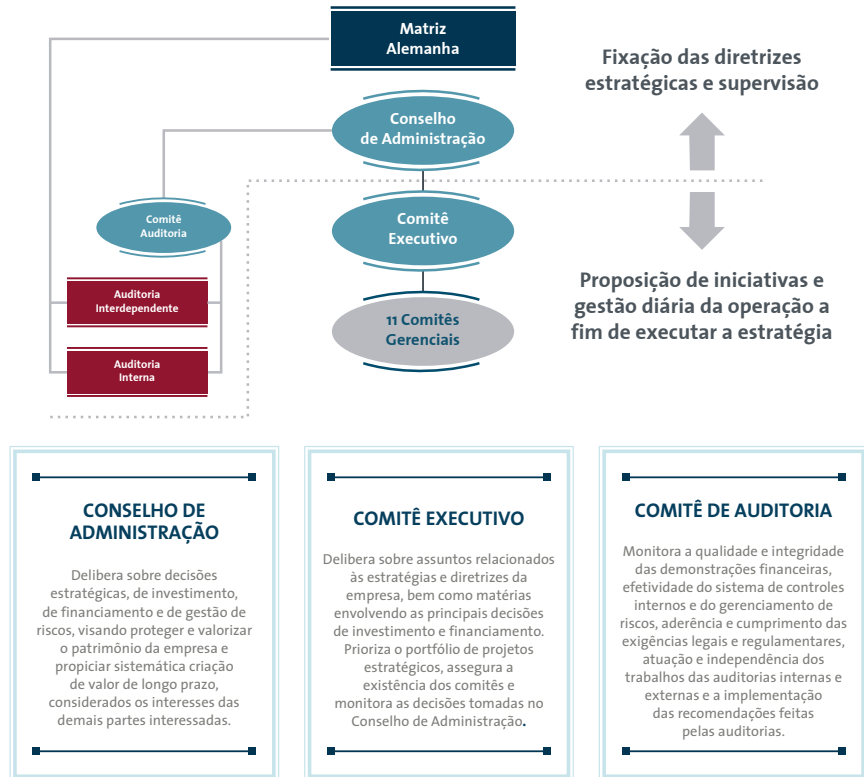 Matriz
Alemanha
Fixação das diretrizes
estratégicas e supervisão
Conselho
de Administração
Comitê
Auditoria
Comitê
Executivo
Auditoria
Interdependente
Proposição de iniciativas e
gestão diária da operação a
fim de executar a estratégia
11 Comitês
Gerenciais
Auditoria
Interna
CONSELHO DE
ADMINISTRAÇÃO
Delibera sobre decisões
estratégicas, de investimento,
de financiamento e de gestão de
riscos, visando proteger e valorizar
o patrimônio da empresa e
propiciar sistemática criação
de valor de longo prazo,
considerados os interesses das
demais partes interessadas.
COMITÊ EXECUTIVO
Delibera sobre assuntos relacionados
às estratégias e diretrizes da
empresa, bem como matérias
envolvendo as principais decisões
de investimento e financiamento.
Prioriza o portfólio de projetos
estratégicos, assegura a
existência dos comitês e
monitora as decisões tomadas no
Conselho de Administração.
COMITÊ DE AUDITORIA
Monitora a qualidade e integridade
das demonstrações financeiras,
efetividade do sistema de controles
internos e do gerenciamento de
riscos, aderência e cumprimento das
exigências legais e regulamentares,
atuação e independência dos
trabalhos das auditorias internas e
externas e a implementação
das recomendações feitas
pelas auditorias.